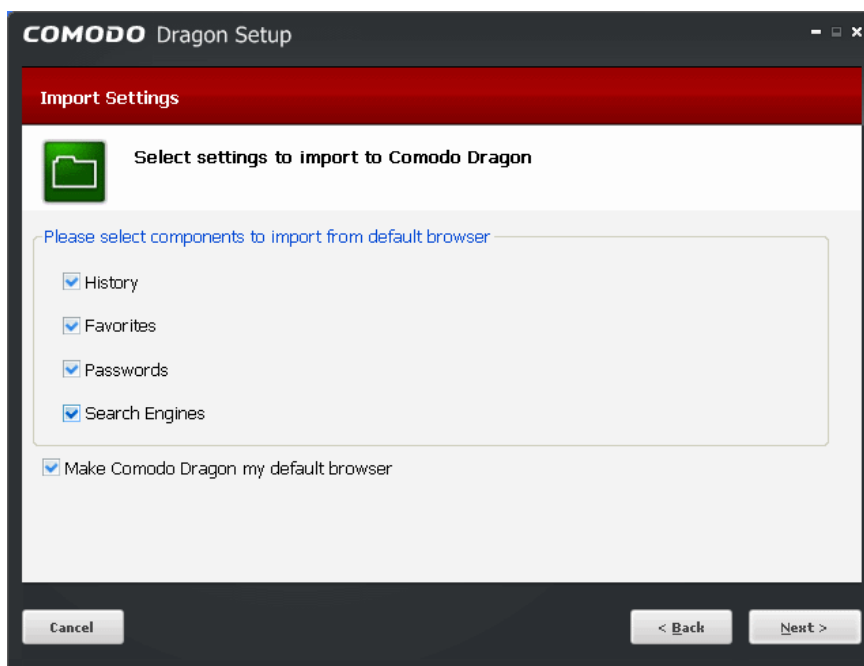 COMODO Dragon Setup
Import Settings
Select settings to import to Comodo Dragon
Please select components to import from default browser
History
Favorites
Passwords
Search Engines
Make Comodo Dragon my default browser
Cancel
< Back
Next >